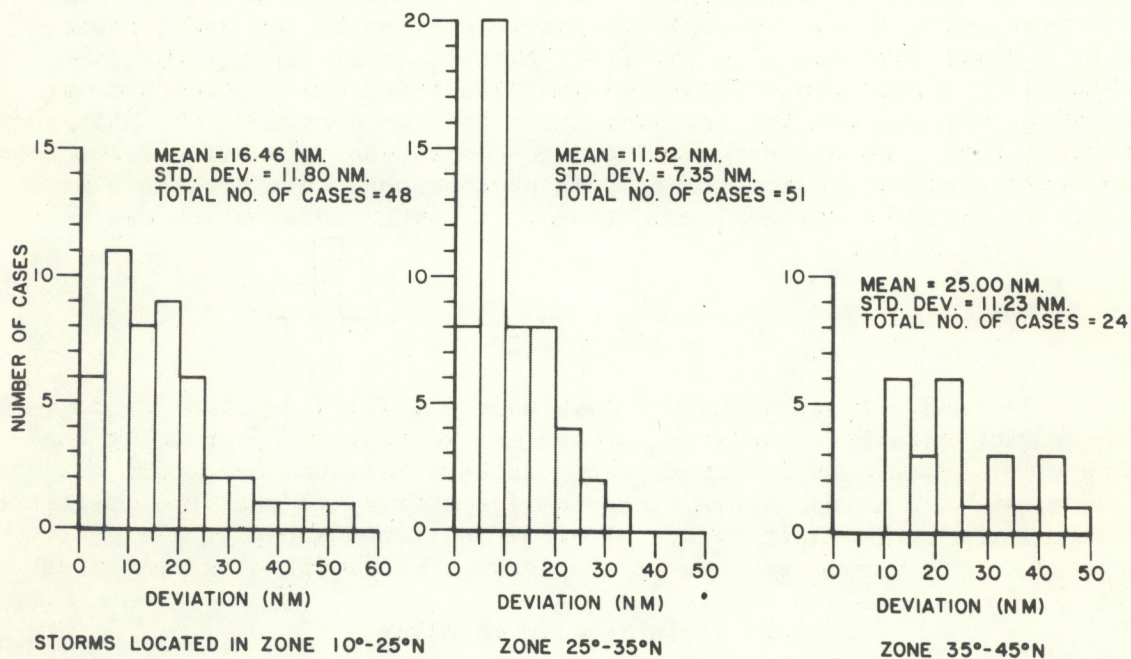 20
15
10
5
0
NUMBER OF CASES
MEAN = 16.46 NM.
STD. DEV. = 11.80 NM.
TOTAL NO. OF CASES = 48
15
10
5
0
0 10 20 30 40 50 60
DEVIATION (NM)
STORMS LOCATED IN ZONE 10°-25°N
MEAN = 11.52 NM.
STD. DEV. = 7.35 NM.
TOTAL NO. OF CASES = 51
0 10 20 30 40 50
DEVIATION (NM)
ZONE 25°-35°N
MEAN = 25.00 NM.
STD. DEV. = 11.23 NM.
TOTAL NO. OF CASES = 24
10
5
0
0 10 20 30 40 50
DEVIATION (NM)
ZONE 35°-45°N